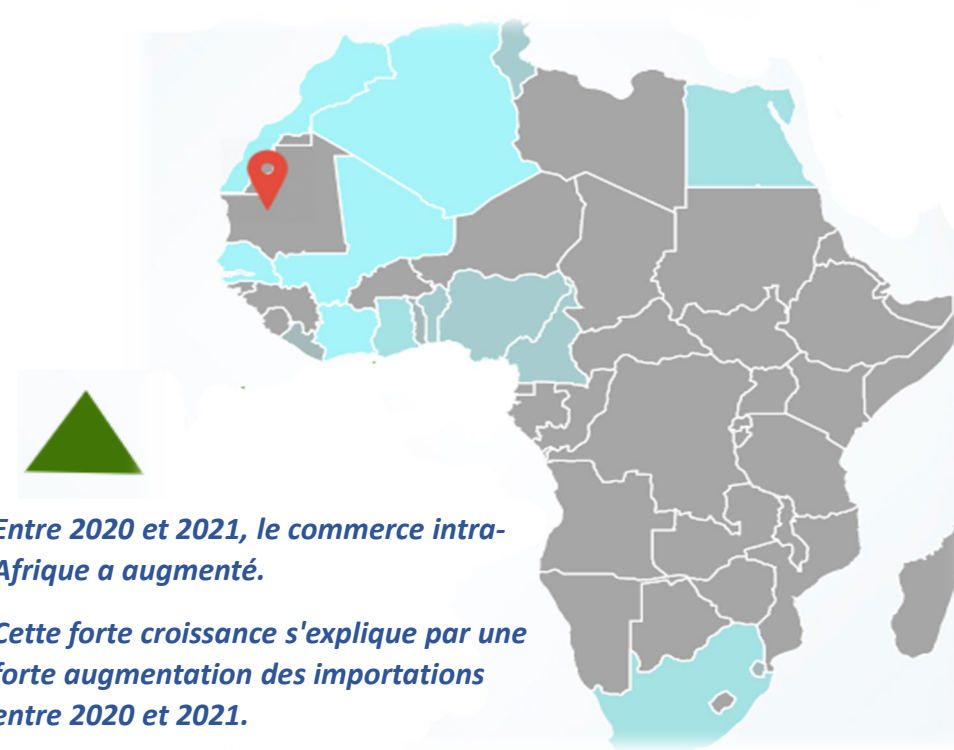 Entre 2020 et 2021, le commerce intra-
Afrique a augmenté.
Cette forte croissance s'explique par une
forte augmentation des importations
entre 2020 et 2021.